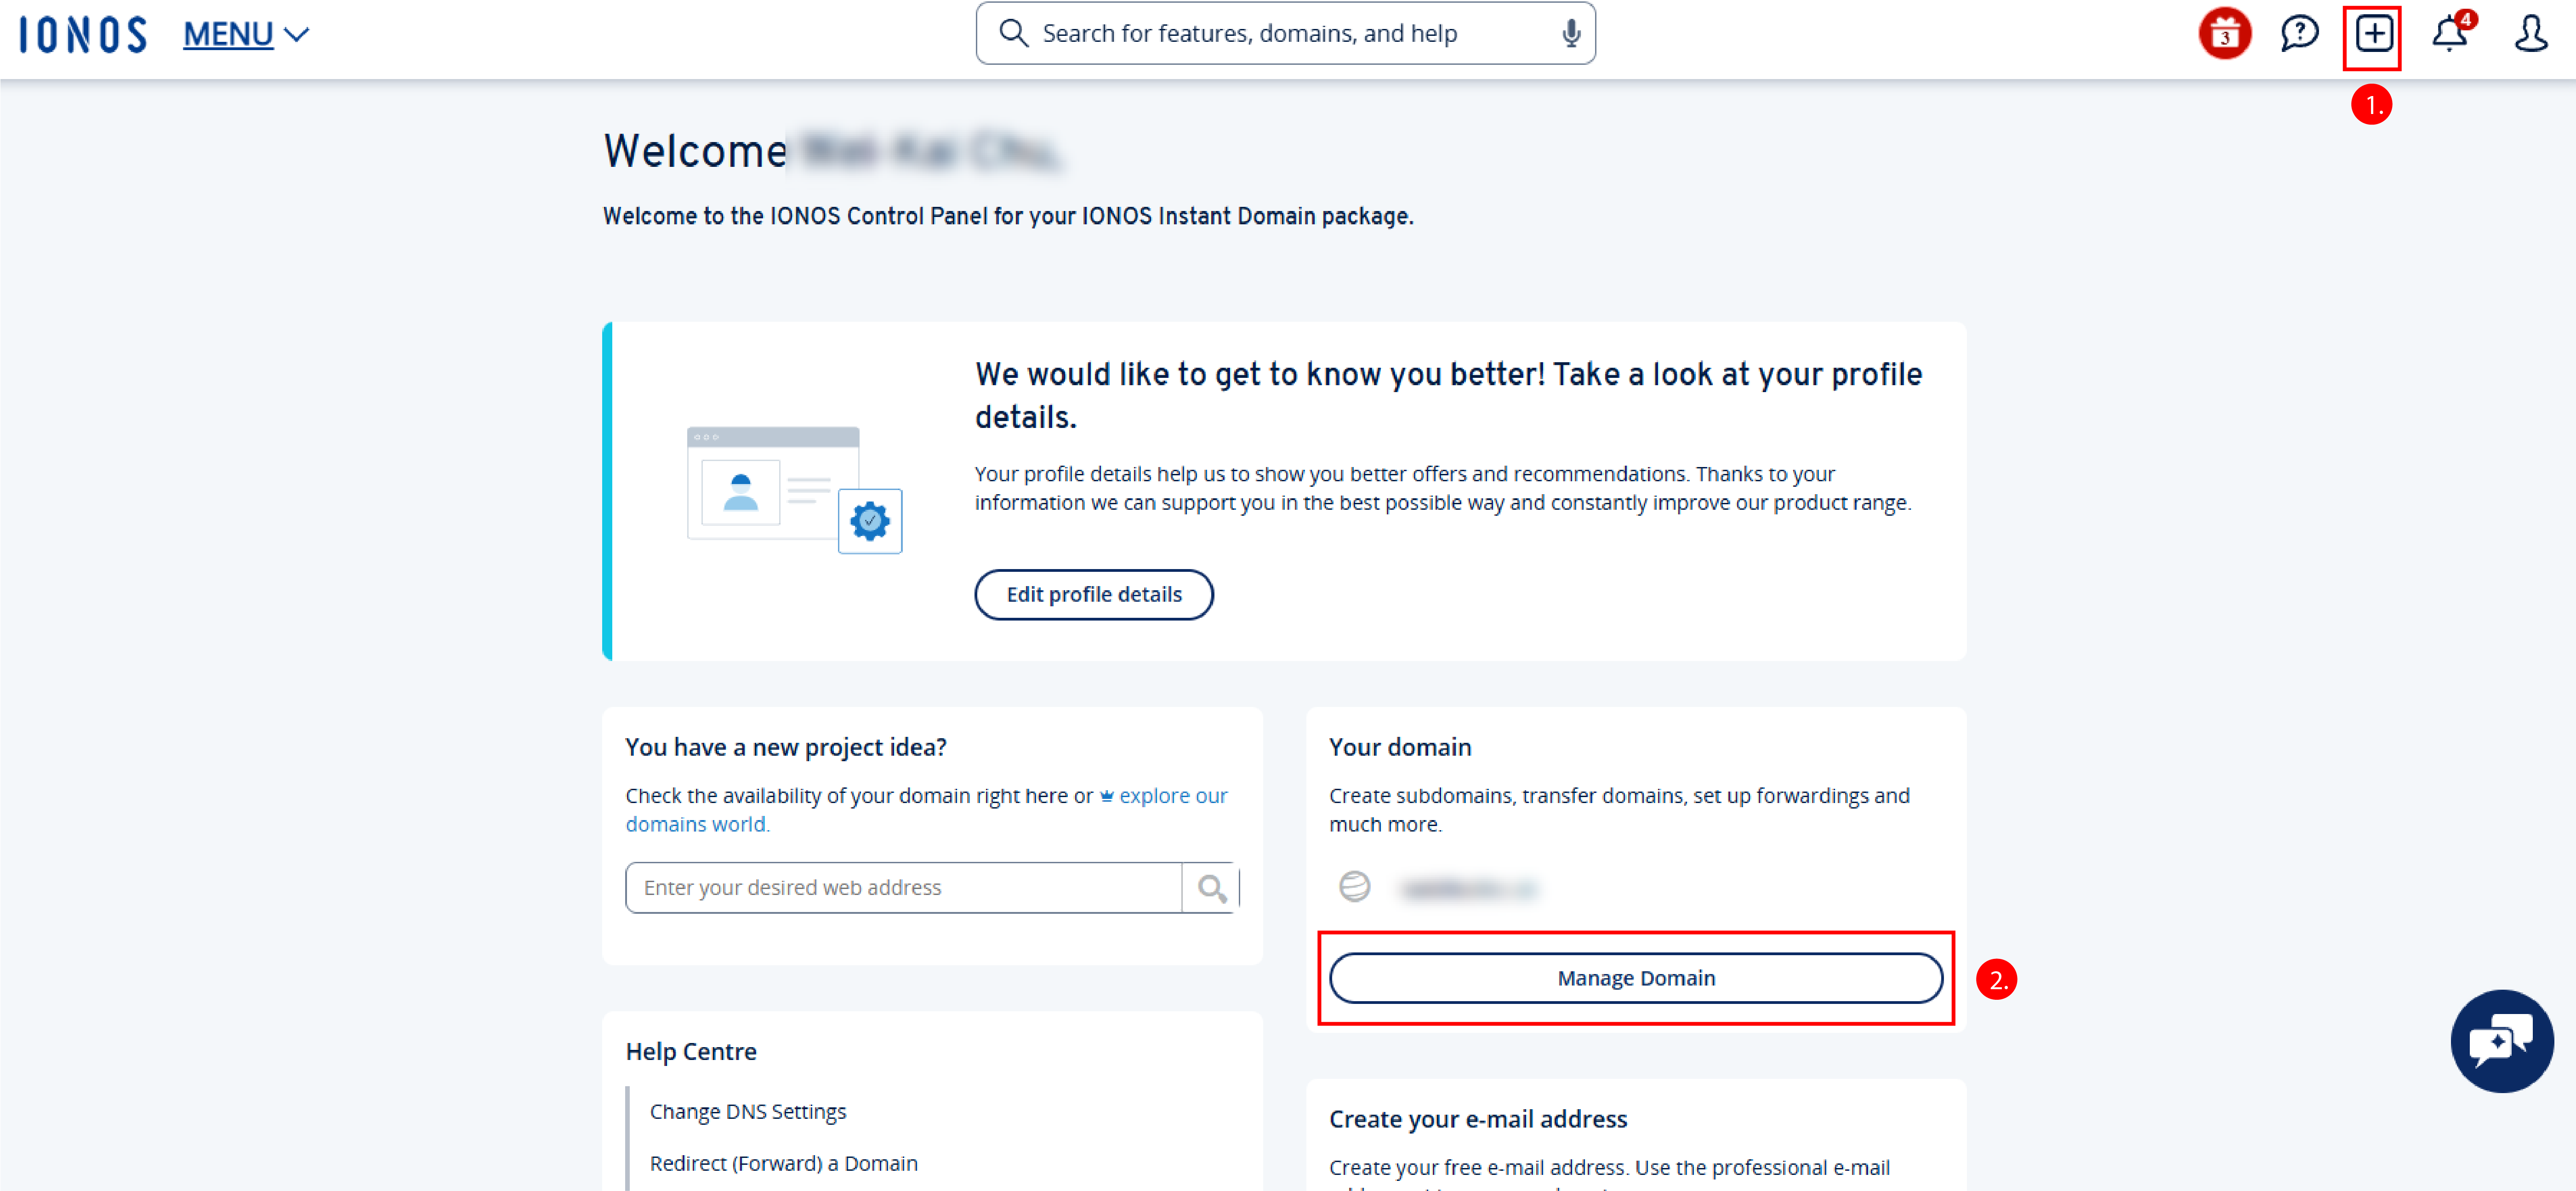 IONOS MENU
Search for features, domains, and help
3
4
1.
Welcome
Welcome to the IONOS Control Panel for your IONOS Instant Domain package.
We would like to get to know you better! Take a look at your profile
details.
Your profile details help us to show you better offers and recommendations. Thanks to your
information we can support you in the best possible way and constantly improve our product range.
Edit profile details
You have a new project idea?
Check the availability of your domain right here or explore our
domains world.
Enter your desired web address
Your domain
Create subdomains, transfer domains, set up forwardings and
much more.
Manage Domain
2.
Help Centre
Change DNS Settings
Redirect (Forward) a Domain
Create your e-mail address
Create your free e-mail address. Use the professional e-mail